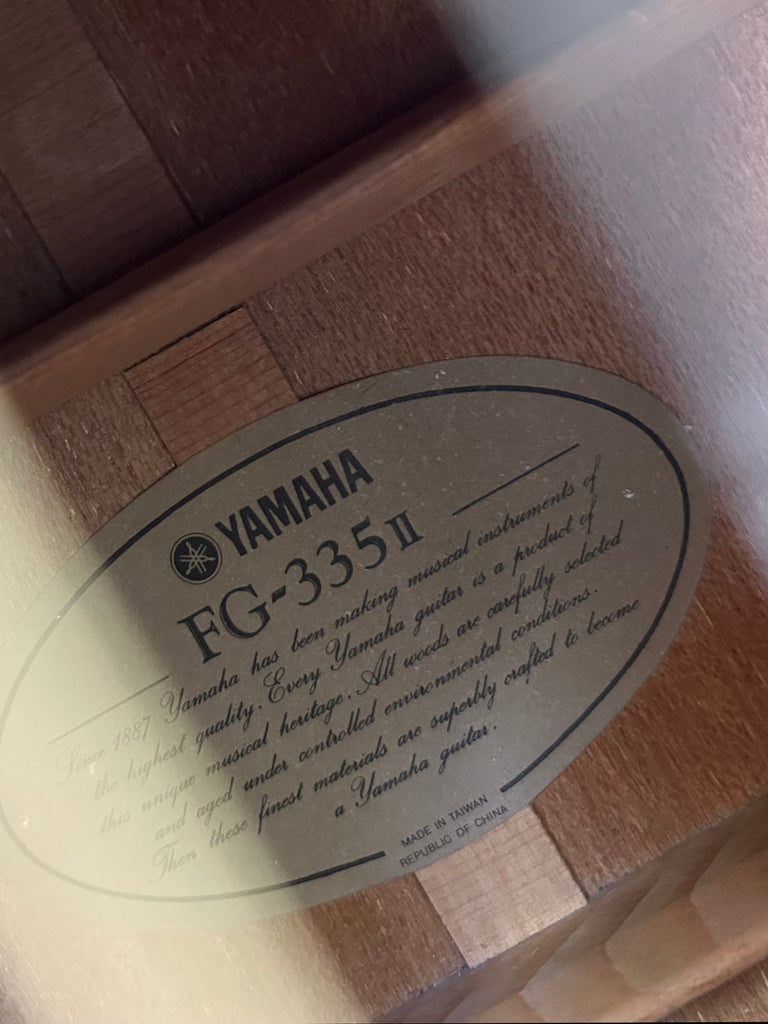 YAMAHA
FG-335II
Since 1887 Yamaha has been making musical instruments of
the highest quality. Every Yamaha guitar is a product of
this unique musical heritage. All woods are carefully selected
and aged under controlled environmental conditions.
Then these finest materials are superbly crafted to become
a Yamaha guitar.
MADE IN TAIWAN
REPUBLIC OF CHINA